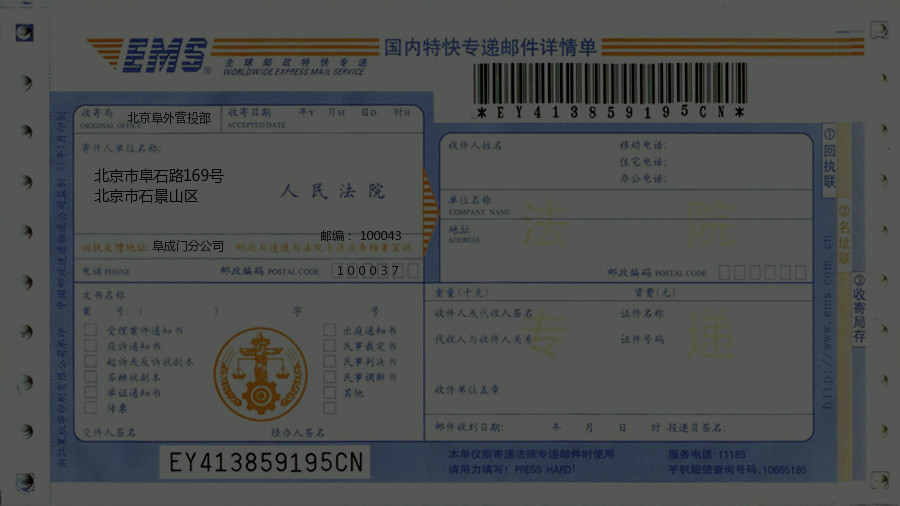 EMS®
全球邮政特快专递
WORLDWIDE EXPRESS MAIL SERVICE
国内特快专递邮件详情单
*EY413859195CN*
收寄局 ORIGINAL OFFICE 北京阜外营投部
收寄日期 ACCEPTED DATE 年Y 月M 日D 时H
寄件人单位名称:
北京市阜石路169号
北京市石景山区
人民法院
邮编: 100043
回执反馈地址: 阜成门分公司 邮政局速递局法院专递业务档案室收
电话 PHONE
邮政编码 POSTAL CODE 100037
文书名称
案 号: ( ) 字 号
受理案件通知书
应诉通知书
起诉或反诉状副本
答辩状副本
举证通知书
传票
出庭通知书
民事裁定书
民事判决书
民事调解书
其他
交件人签名
经办人签名
EY413859195CN
收件人姓名
移动电话:
住宅电话:
办公电话:
单位名称
COMPANY NAME
地址
ADDRESS
法院
邮政编码 POSTAL CODE
重量(千克)
资费(元)
收件人或代收人签名
证件名称
代收人与收件人关系
证件号码
专递
收件单位盖章
邮件收到日期: 年 月 日 时 投递员签名:
本单仅限寄递法院专递邮件时使用
请用力填写! PRESS HARD!
服务电话:11185
手机短信查询号码:10665185
①回执联
②名址联
③收寄局存
http://www.ems.com.cn